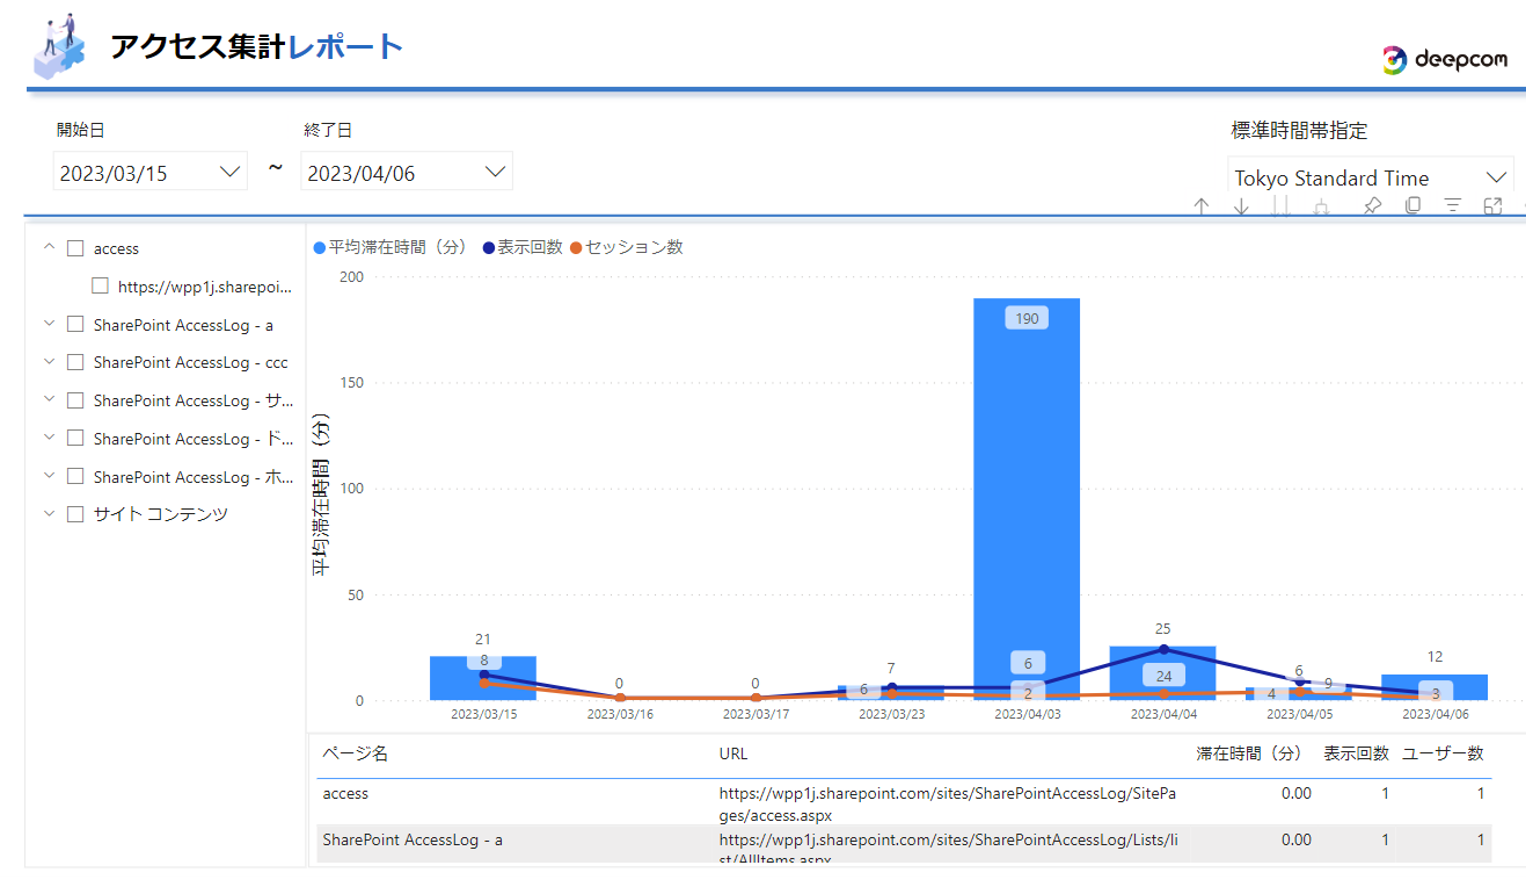 アクセス集計レポート
deepcom
開始日
終了日
標準時間帯指定
2023/03/15
~
2023/04/06
Tokyo Standard Time
access
https://wpp1j.sharepoi...
SharePoint AccessLog - a
SharePoint AccessLog - ccc
SharePoint AccessLog - サ...
SharePoint AccessLog - ド...
SharePoint AccessLog - ホ...
サイト コンテンツ
平均滞在時間（分） 表示回数 セッション数
平均滞在時間（分）
200
150
100
50
0
21
8
0
0
7
6
190
6
2
25
24
6
4
9
12
3
2023/03/15
2023/03/16
2023/03/17
2023/03/23
2023/04/03
2023/04/04
2023/04/05
2023/04/06
ページ名 URL 滞在時間（分） 表示回数 ユーザー数
access https://wpp1j.sharepoint.com/sites/SharePointAccessLog/SitePa 0.00 1 1
ges/access.aspx
SharePoint AccessLog - a https://wpp1j.sharepoint.com/sites/SharePointAccessLog/Lists/li 0.00 1 1
st/AllItems.aspx